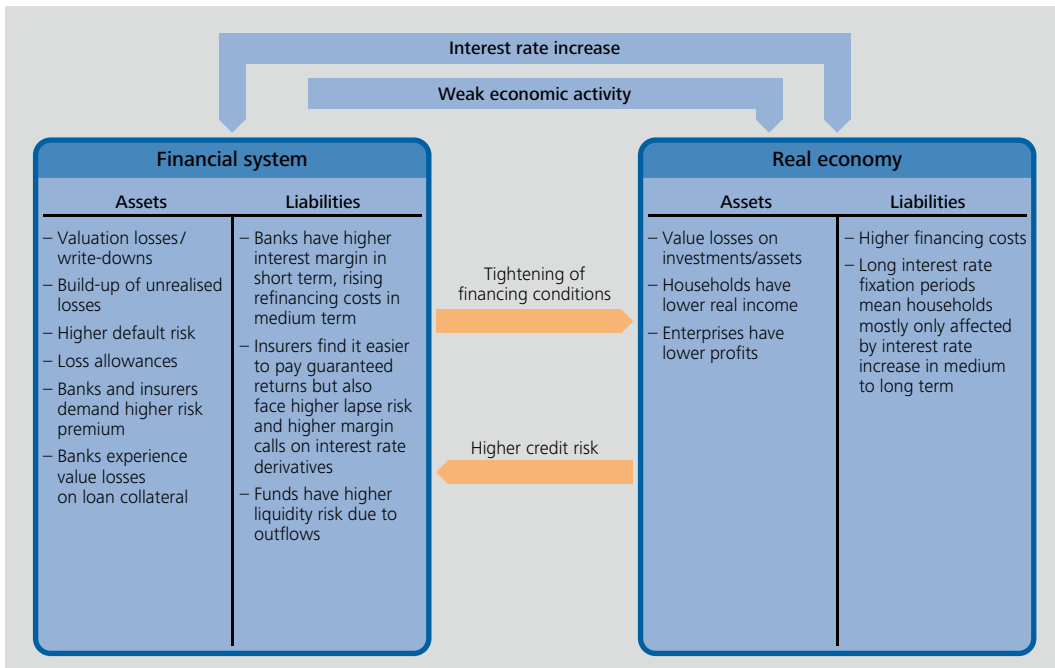 Interest rate increase
Weak economic activity
Financial system
Assets
Liabilities
– Valuation losses/
write-downs
– Build-up of unrealised
losses
– Higher default risk
– Loss allowances
– Banks and insurers
demand higher risk
premium
– Banks experience
value losses
on loan collateral
– Banks have higher
interest margin in
short term, rising
refinancing costs in
medium term
– Insurers find it easier
to pay guaranteed
returns but also
face higher lapse risk
and higher margin
calls on interest rate
derivatives
– Funds have higher
liquidity risk due to
outflows
Tightening of
financing conditions
Higher credit risk
Real economy
Assets
Liabilities
– Value losses on
investments/assets
– Households have
lower real income
– Enterprises have
lower profits
– Higher financing costs
– Long interest rate
fixation periods
mean households
mostly only affected
by interest rate
increase in medium
to long term